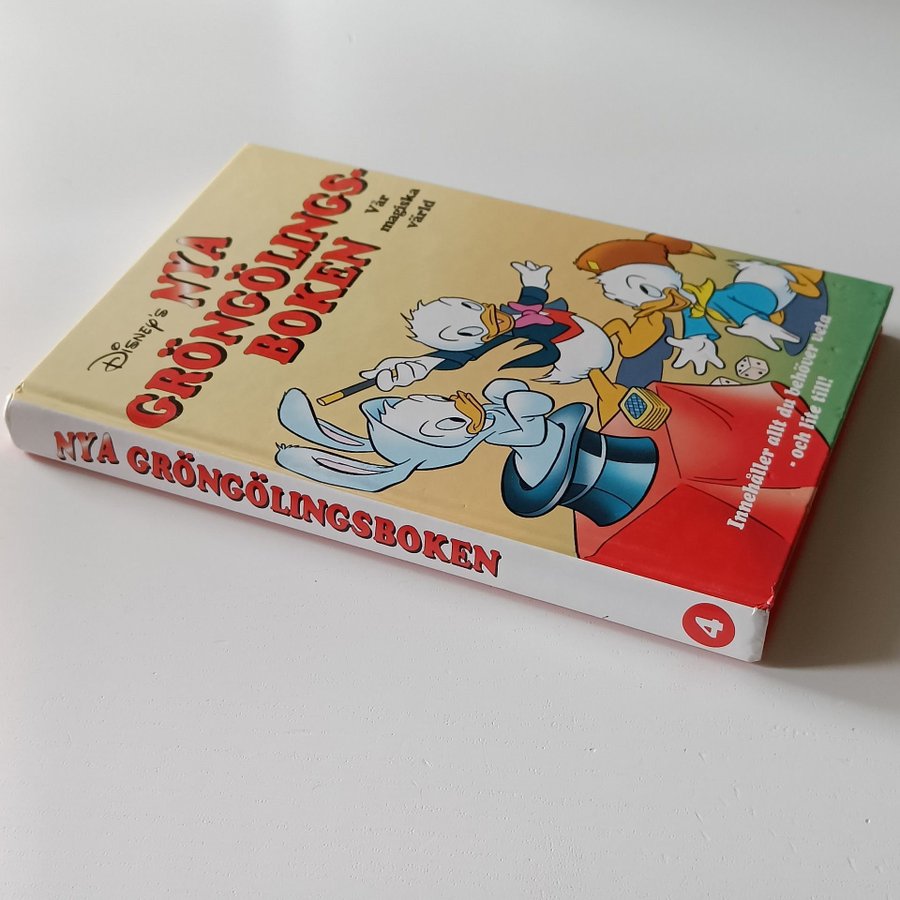 DISNEY'S
NYA
GRÖNGÖLINGS-
BOKEN
Vår
magiska
värld
Innehåller allt du behöver veta
- och lite till!
NYA GRÖNGÖLINGSBOKEN
4